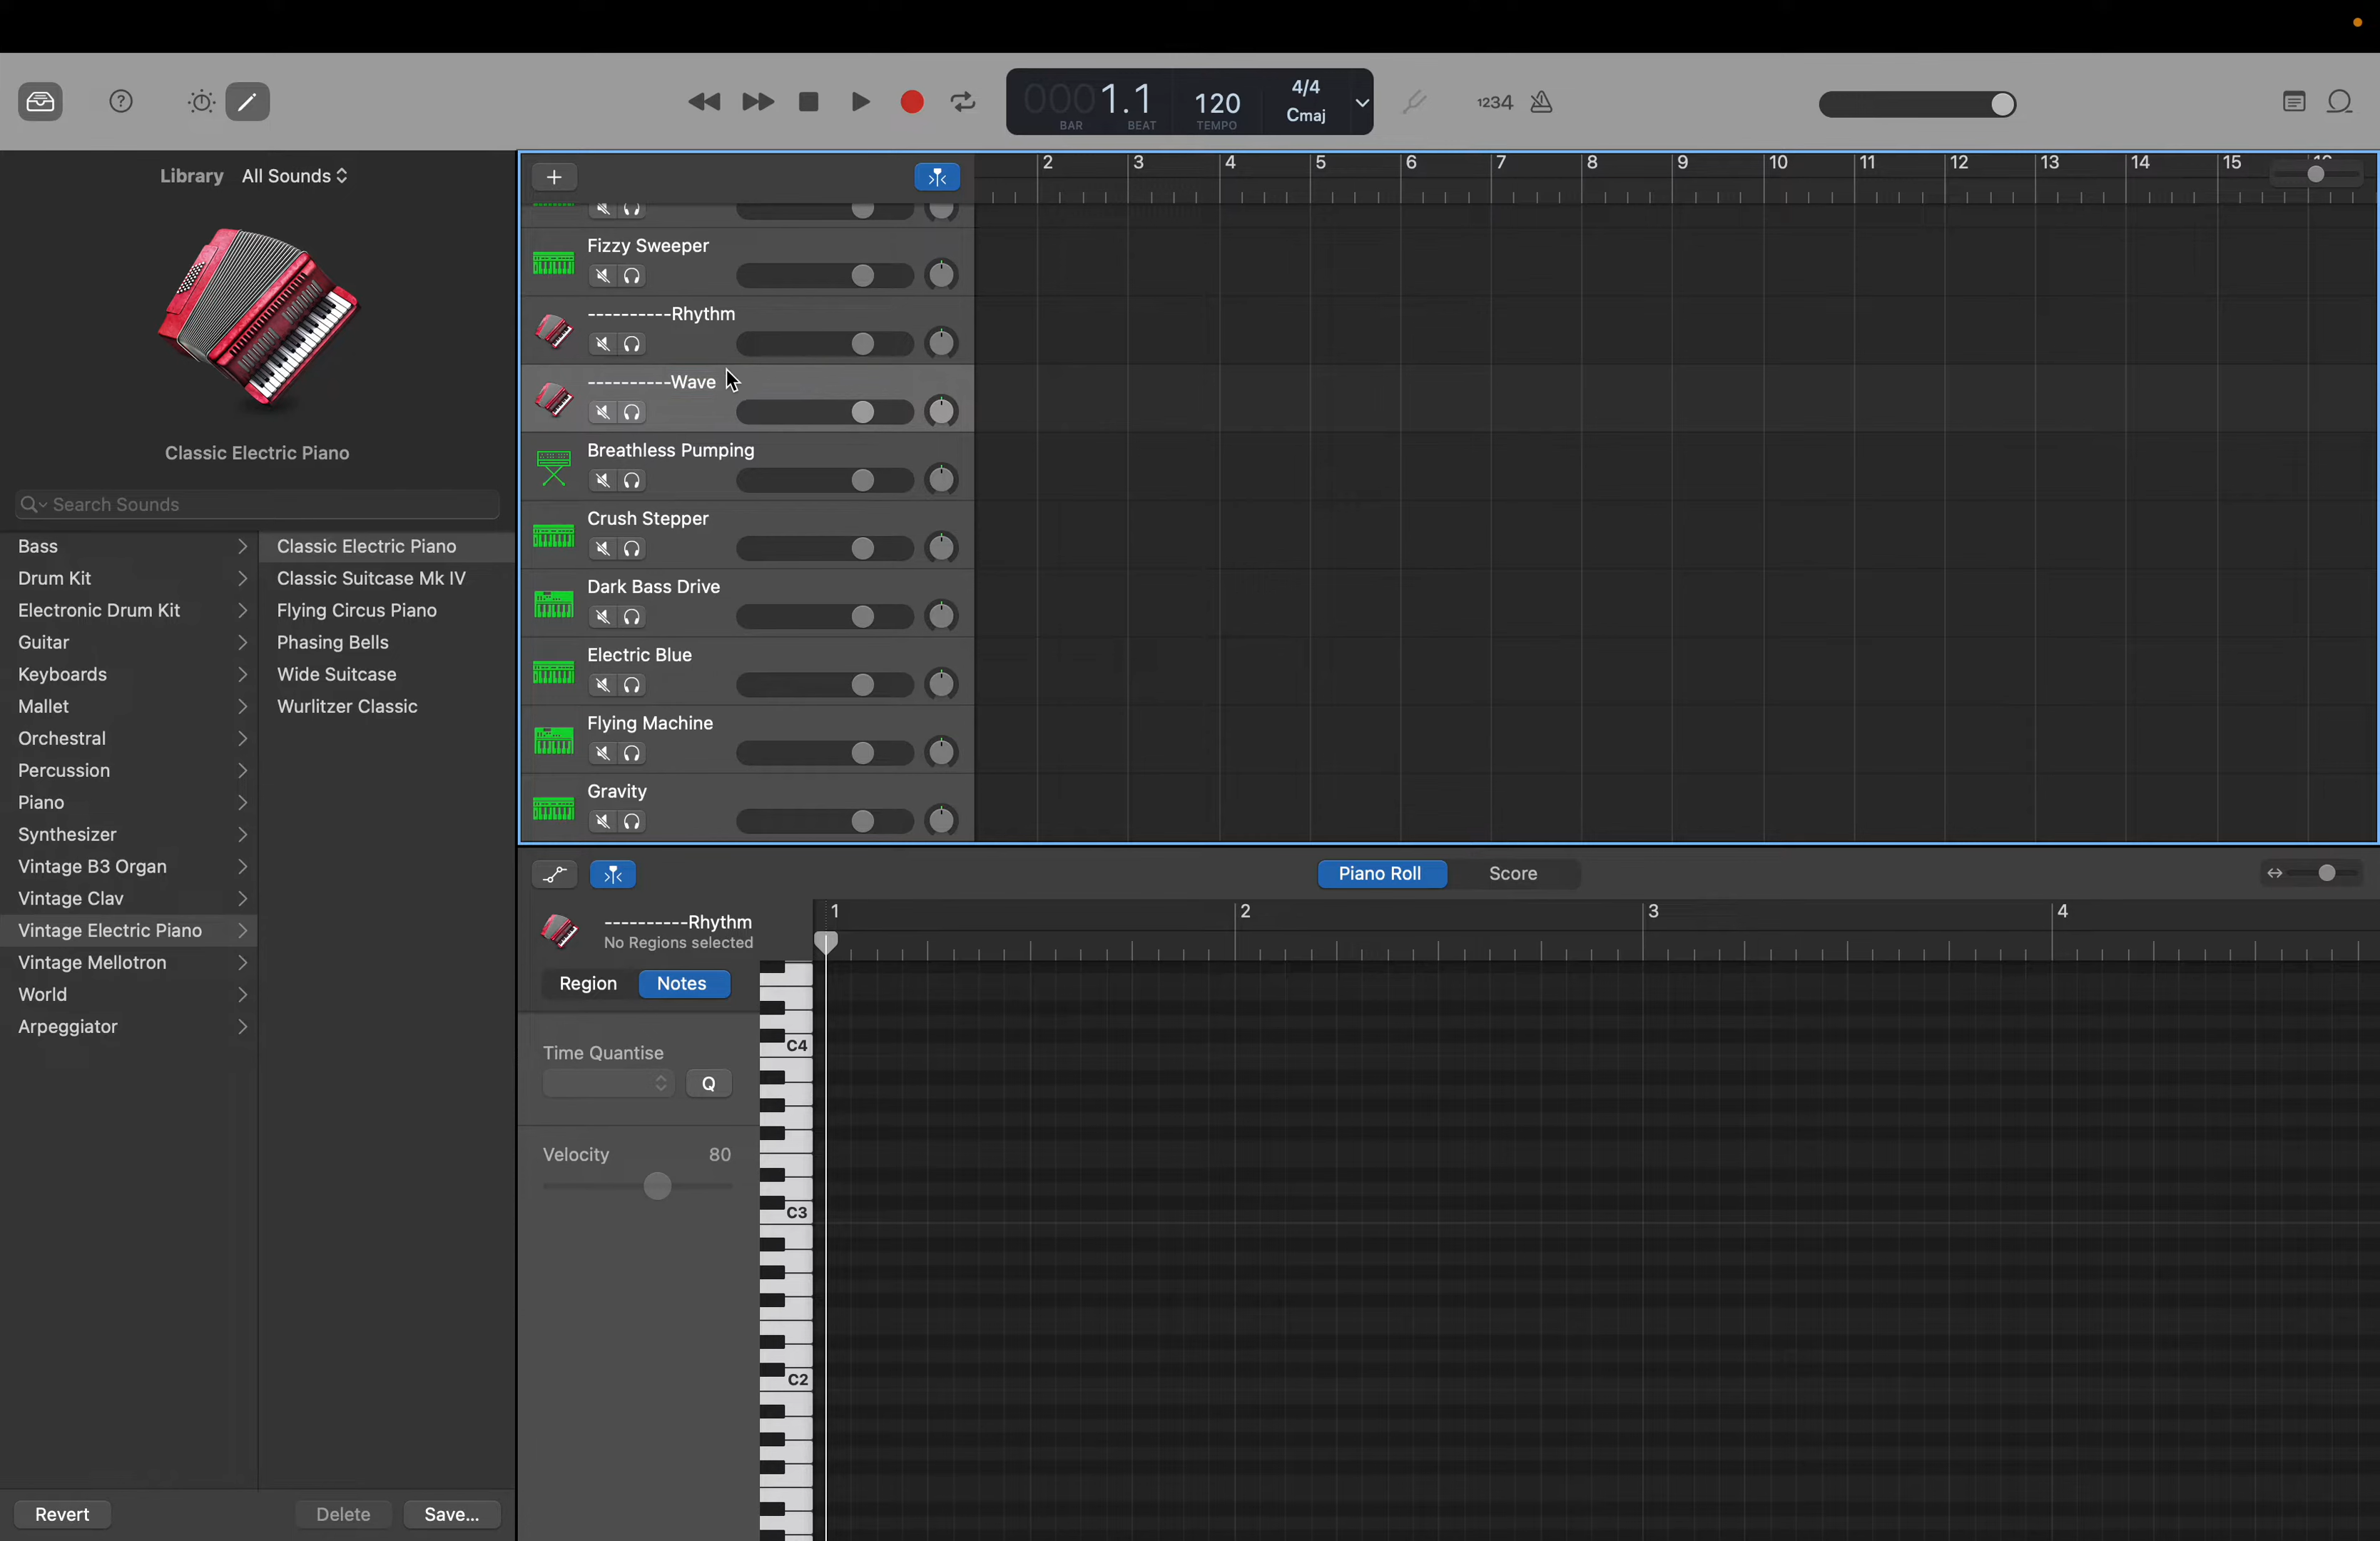 000 1.1
BAR BEAT
120
TEMPO
4/4
Cmaj
1234
Library All Sounds
Classic Electric Piano
Search Sounds
Bass
Drum Kit
Electronic Drum Kit
Guitar
Keyboards
Mallet
Orchestral
Percussion
Piano
Synthesizer
Vintage B3 Organ
Vintage Clav
Vintage Electric Piano
Vintage Mellotron
World
Arpeggiator
Classic Electric Piano
Classic Suitcase Mk IV
Flying Circus Piano
Phasing Bells
Wide Suitcase
Wurlitzer Classic
Revert
Delete
Save...
2 3 4 5 6 7 8 9 10 11 12 13 14 15
Fizzy Sweeper
----------Rhythm
----------Wave
Breathless Pumping
Crush Stepper
Dark Bass Drive
Electric Blue
Flying Machine
Gravity
Piano Roll Score
----------Rhythm
No Regions selected
Region Notes
Time Quantise
Q
Velocity 80
1 2 3 4
C4
C3
C2